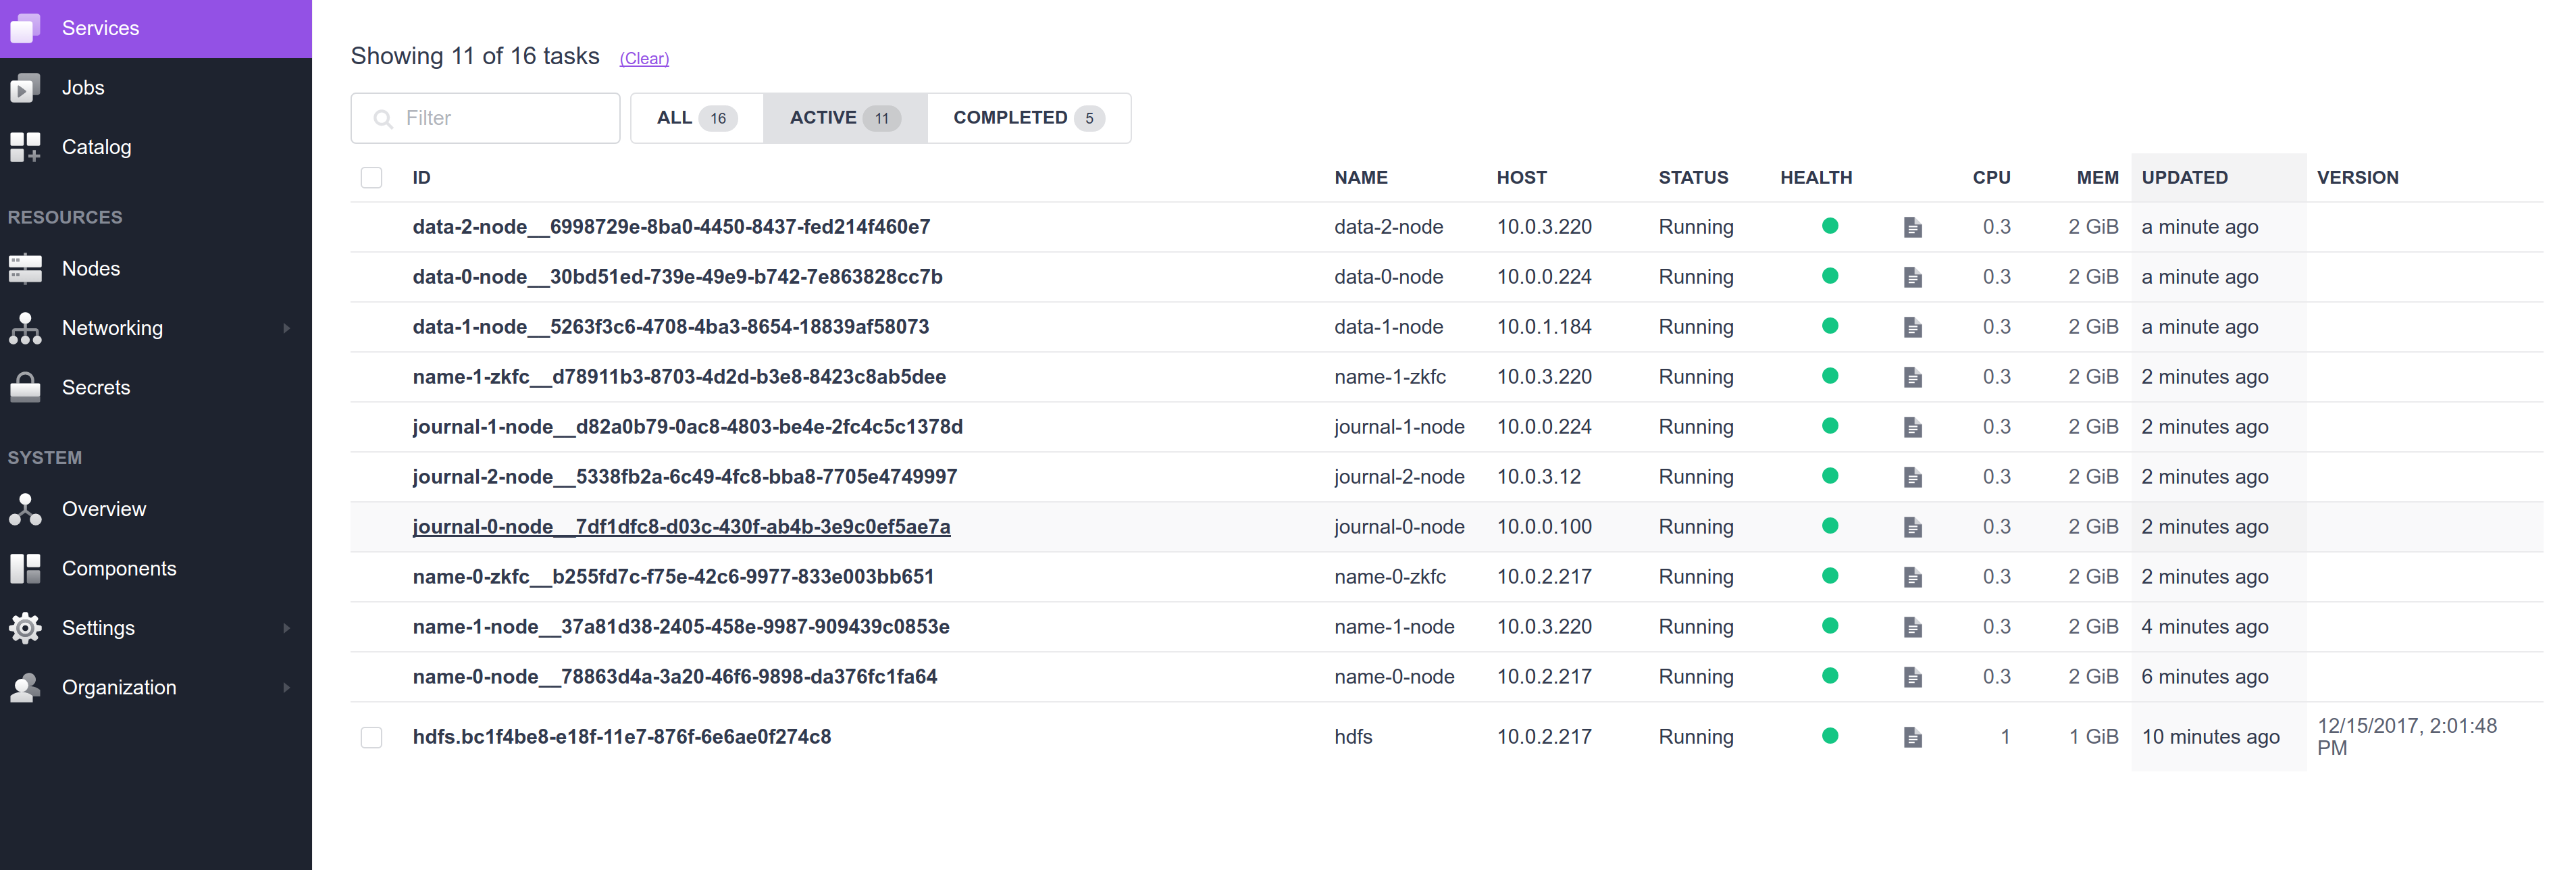 Services
Jobs
Catalog
RESOURCES
Nodes
Networking
Secrets
SYSTEM
Overview
Components
Settings
Organization
Showing 11 of 16 tasks (Clear)
Filter ALL 16 ACTIVE 11 COMPLETED 5
ID NAME HOST STATUS HEALTH CPU MEM UPDATED VERSION
data-2-node__6998729e-8ba0-4450-8437-fed214f460e7 data-2-node 10.0.3.220 Running 0.3 2 GiB a minute ago
data-0-node__30bd51ed-739e-49e9-b742-7e863828cc7b data-0-node 10.0.0.224 Running 0.3 2 GiB a minute ago
data-1-node__5263f3c6-4708-4ba3-8654-18839af58073 data-1-node 10.0.1.184 Running 0.3 2 GiB a minute ago
name-1-zkfc__d78911b3-8703-4d2d-b3e8-8423c8ab5dee name-1-zkfc 10.0.3.220 Running 0.3 2 GiB 2 minutes ago
journal-1-node__d82a0b79-0ac8-4803-be4e-2fc4c5c1378d journal-1-node 10.0.0.224 Running 0.3 2 GiB 2 minutes ago
journal-2-node__5338fb2a-6c49-4fc8-bba8-7705e4749997 journal-2-node 10.0.3.12 Running 0.3 2 GiB 2 minutes ago
journal-0-node__7df1dfc8-d03c-430f-ab4b-3e9c0ef5ae7a journal-0-node 10.0.0.100 Running 0.3 2 GiB 2 minutes ago
name-0-zkfc__b255fd7c-f75e-42c6-9977-833e003bb651 name-0-zkfc 10.0.2.217 Running 0.3 2 GiB 2 minutes ago
name-1-node__37a81d38-2405-458e-9987-909439c0853e name-1-node 10.0.3.220 Running 0.3 2 GiB 4 minutes ago
name-0-node__78863d4a-3a20-46f6-9898-da376fc1fa64 name-0-node 10.0.2.217 Running 0.3 2 GiB 6 minutes ago
hdfs.bc1f4be8-e18f-11e7-876f-6e6ae0f274c8 hdfs 10.0.2.217 Running 1 1 GiB 10 minutes ago 12/15/2017, 2:01:48
PM